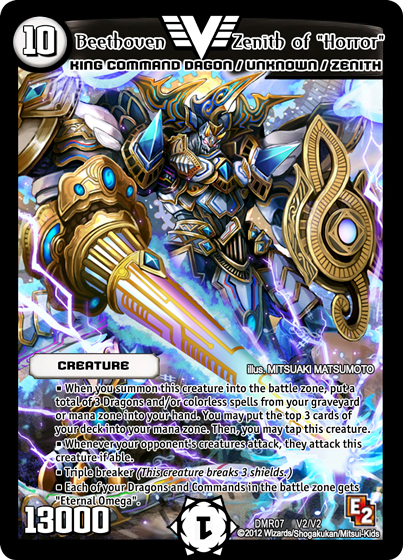 10
Beethoven Zenith of "Horror"
KING COMMAND DAGON / UNKNOWN / ZENITH
CREATURE
illus. MITSUAKI MATSUMOTO
▪ When you summon this creature into the battle zone, put a
total of 3 Dragons and/or colorless spells from your graveyard
or mana zone into your hand. You may put the top 3 cards of
your deck into your mana zone. Then, you may tap this creature.
▪ Whenever your opponent's creatures attack, they attack this
creature if able.
▪ Triple breaker (This creature breaks 3 shields.)
▪ Each of your Dragons and Commands in the battle zone gets
"Eternal Omega".
13000
1
DMR07 V2/V2
©2012 Wizards/Shogakukan/Mitsui-Kids
E2